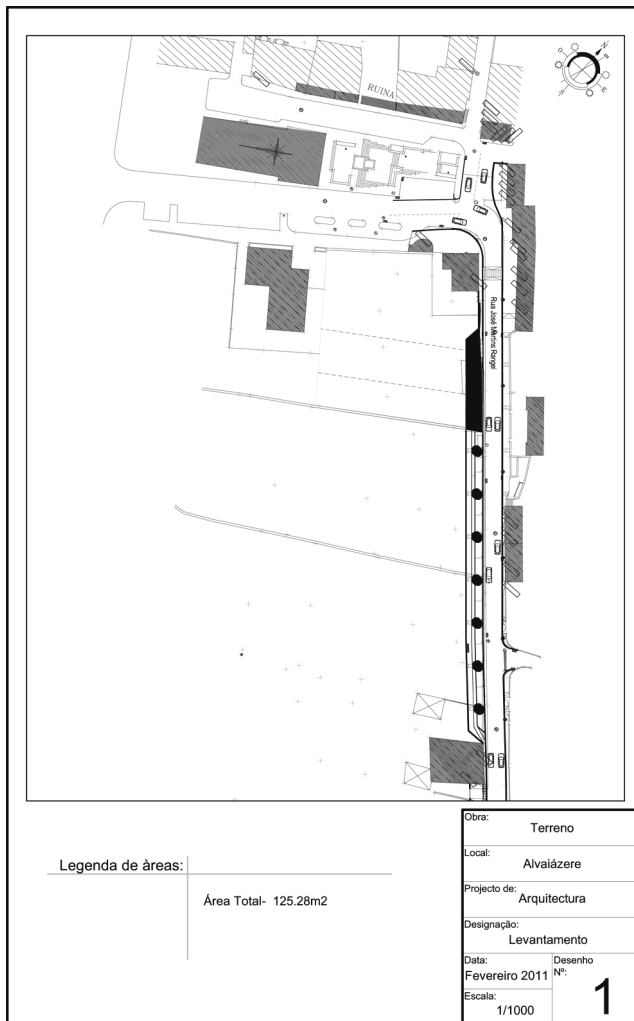 RUINA
N
E
S
O
Rua José Martins Rangel
Legenda de àreas:
Área Total- 125.28m2
Obra:
Terreno
Local:
Alvaiázere
Projecto de:
Arquitectura
Designação:
Levantamento
Data:
Fevereiro 2011
Desenho
Nº:
1
Escala:
1/1000